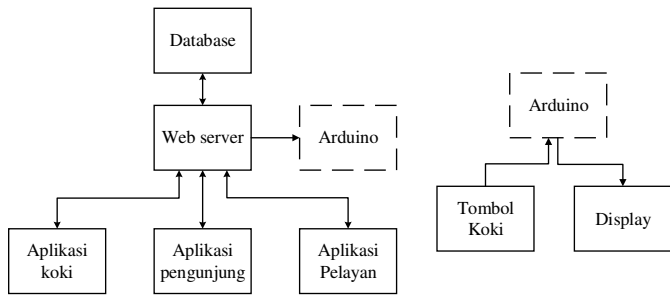 Database
Web server
Arduino
Aplikasi
koki
Aplikasi
pengunjung
Aplikasi
Pelayan
Arduino
Tombol
Koki
Display